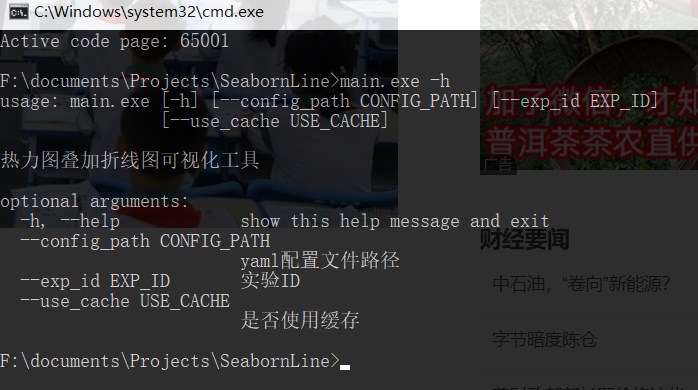 C:\Windows\system32\cmd.exe
Active code page: 65001
F:\documents\Projects\SeabornLine>main.exe -h
usage: main.exe [-h] [--config_path CONFIG_PATH] [--exp_id EXP_ID]
[--use_cache USE_CACHE]
热力图叠加折线图可视化工具
optional arguments:
-h, --help show this help message and exit
--config_path CONFIG_PATH
yaml配置文件路径
--exp_id EXP_ID 实验ID
--use_cache USE_CACHE
是否使用缓存
F:\documents\Projects\SeabornLine>
加了微信,才知
普洱茶茶农直供
广告
财经要闻
中石油，“卷向”新能源?
字节暗度陈仓